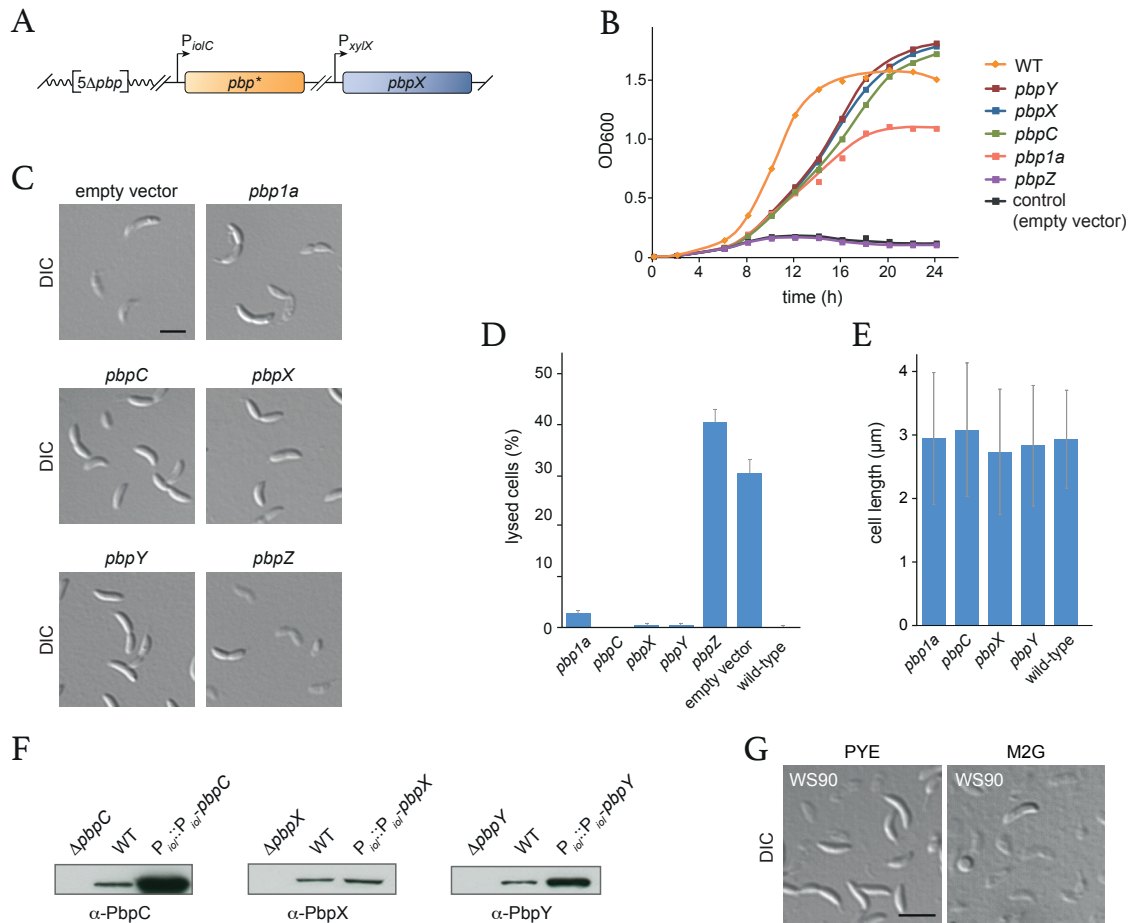 A
P iolC
P xylX
[5Δpbp]
pbp*
pbpX
B
OD600
1.5
1.0
0.5
0
0
4
8
12
16
20
24
time (h)
WT
pbpY
pbpX
pbpC
pbp1a
pbpZ
control
(empty vector)
C
empty vector
pbp1a
DIC
pbpC
pbpX
DIC
pbpY
pbpZ
DIC
D
lysed cells (%)
50
40
30
40
20
0
pbp1a
pbpC
pbpX
pbpY
pbpZ
empty vector
wild-type
E
cell length (µm)
4
3
2
1
0
pbp1a
pbpC
pbpX
pbpY
wild-type
F
ΔpbpC
WT
Piol::Piol-pbpC
α-PbpC
ΔpbpX
WT
Piol::Piol-pbpX
α-PbpX
ΔpbpY
WT
Piol::Piol-pbpY
α-PbpY
G
PYE
M2G
WS90
WS90
DIC